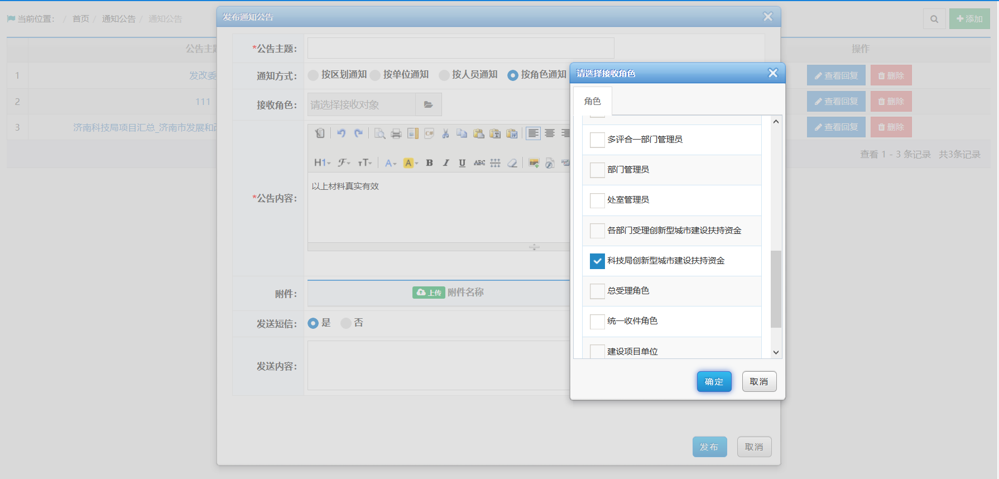 当前位置： / 首页 / 通知公告 / 通知公告
添加
公告主题
操作
1
发改委
查看回复
删除
2
111
查看回复
删除
3
济南科技局项目汇总_济南市发展和
查看回复
删除
查看 1 - 3 条记录 共3条记录
发布通知公告
*公告主题：
通知方式：
按区划通知
按单位通知
按人员通知
按角色通知
接收角色：
请选择接收对象
H1
F
тT
A
A
B
I
U
ABC
*公告内容：
以上材料真实有效
附件：
上传
附件名称
发送短信：
是
否
发送内容：
发布
取消
请选择接收角色
角色
多评合一部门管理员
部门管理员
处室管理员
各部门受理创新型城市建设扶持资金
科技局创新型城市建设扶持资金
总受理角色
统一收件角色
建设项目单位
确定
取消